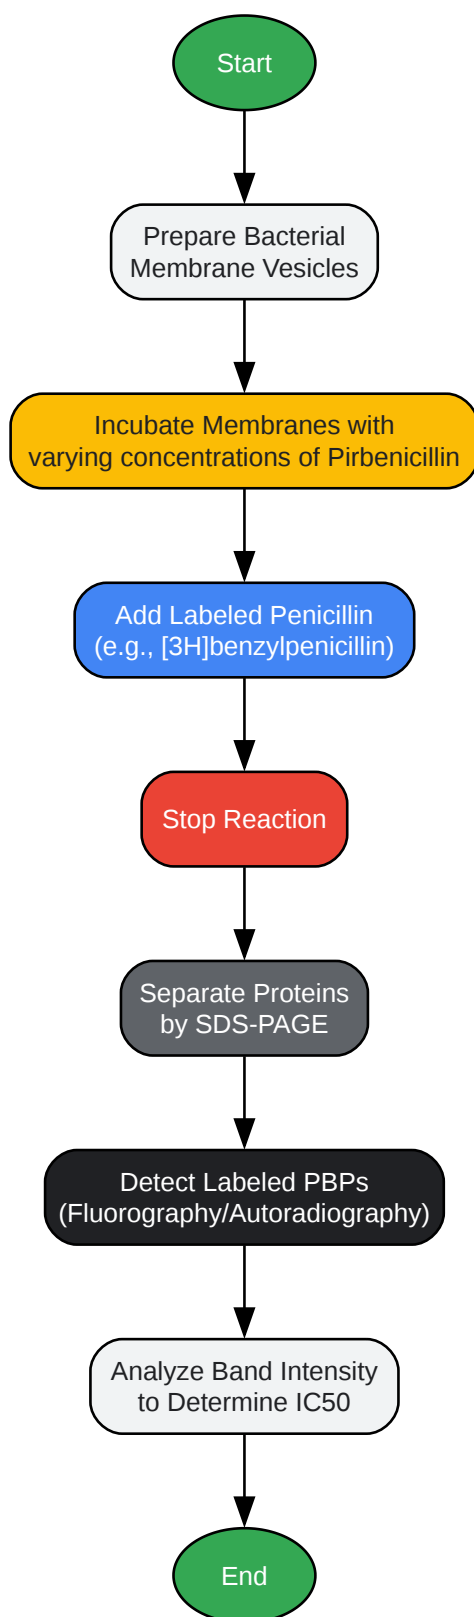 Start
Prepare Bacterial
Membrane Vesicles
Incubate Membranes with
varying concentrations of Pirbenicillin
Add Labeled Penicillin
(e.g., [3H]benzylpenicillin)
Stop Reaction
Separate Proteins
by SDS-PAGE
Detect Labeled PBPs
(Fluorography/Autoradiography)
Analyze Band Intensity
to Determine IC50
End